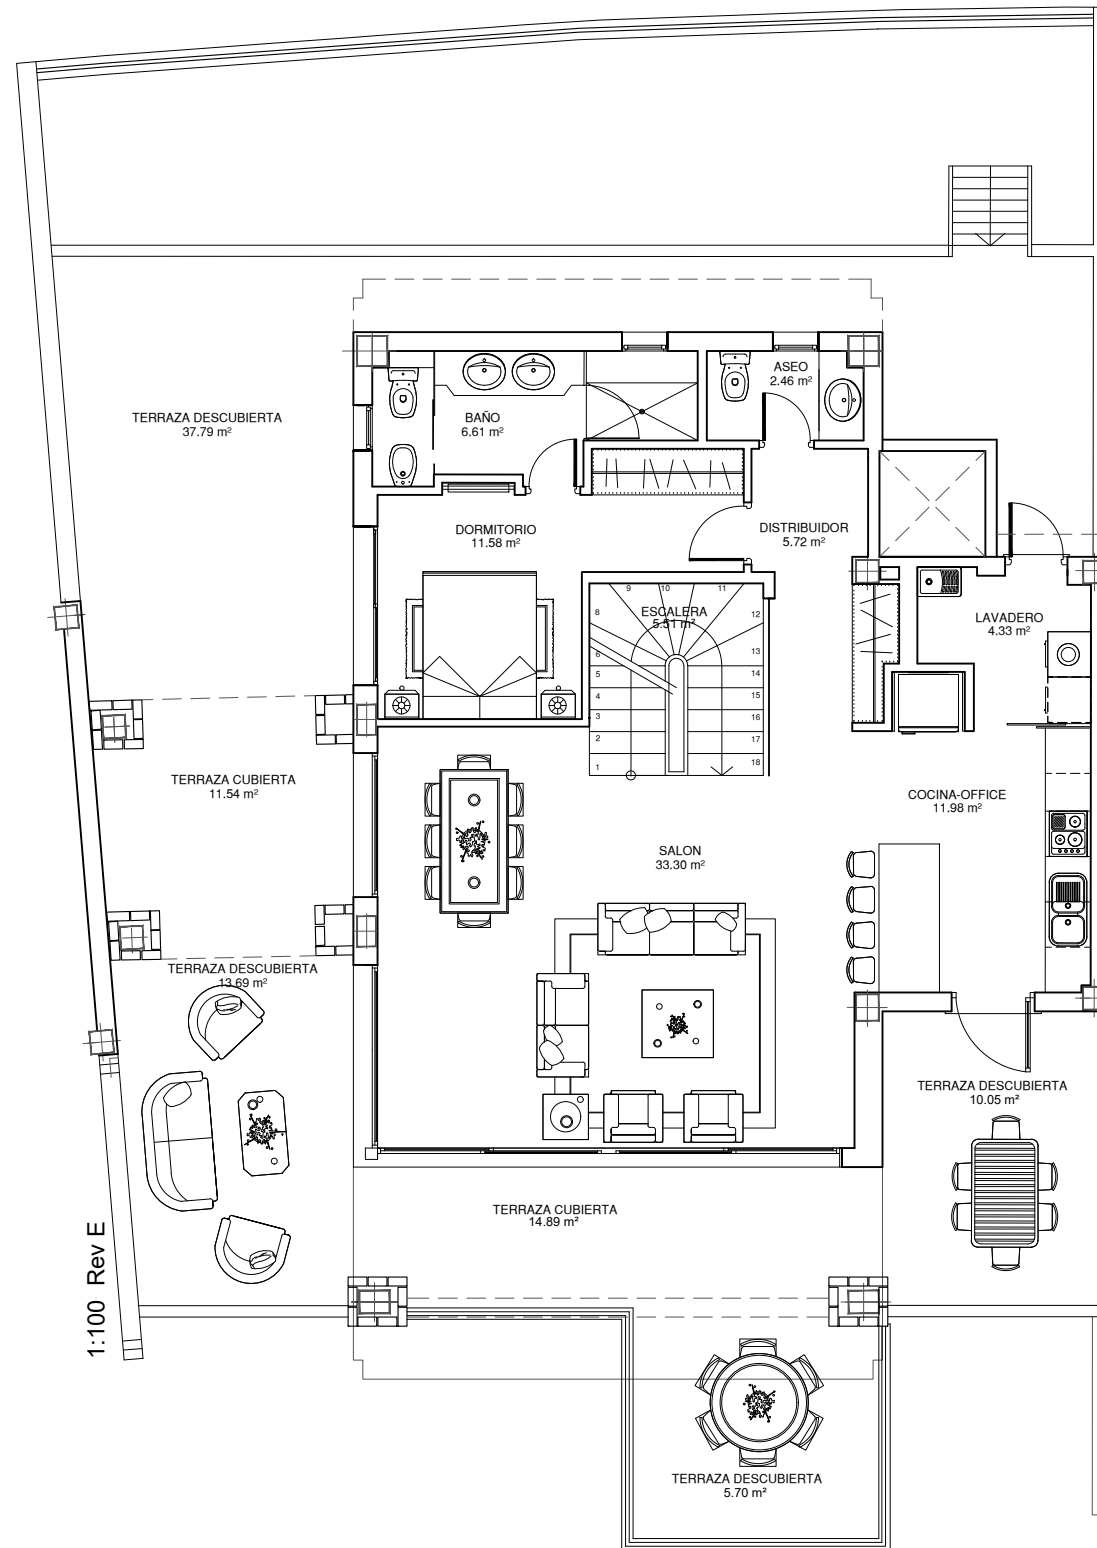 ASEO
2.46 m²
TERRAZA DESCUBIERTA
37.79 m²
BAÑO
6.61 m²
DORMITORIO
11.58 m²
DISTRIBUIDOR
5.72 m²
ESCALERA
5.51 m²
LAVADERO
4.33 m²
9
10
11
8
12
6
13
5
14
4
15
3
16
2
17
1
18
TERRAZA CUBIERTA
11.54 m²
COCINA-OFFICE
11.98 m²
SALON
33.30 m²
TERRAZA DESCUBIERTA
13.69 m²
TERRAZA DESCUBIERTA
10.05 m²
TERRAZA CUBIERTA
14.89 m²
1:100 Rev E
TERRAZA DESCUBIERTA
5.70 m²